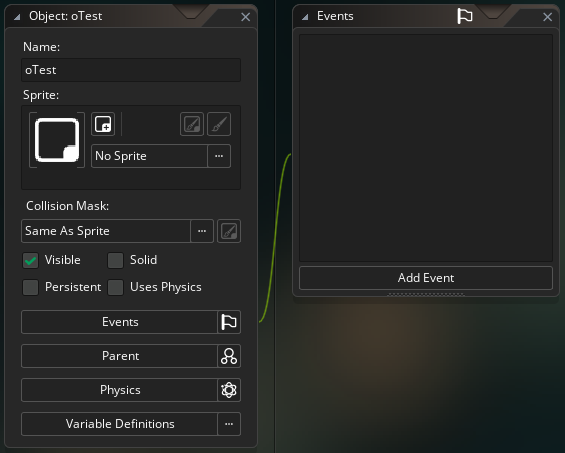 Object: oTest
Name:
oTest
Sprite:
No Sprite
Collision Mask:
Same As Sprite
Visible
Solid
Persistent
Uses Physics
Events
Parent
Physics
Variable Definitions
Events
Add Event